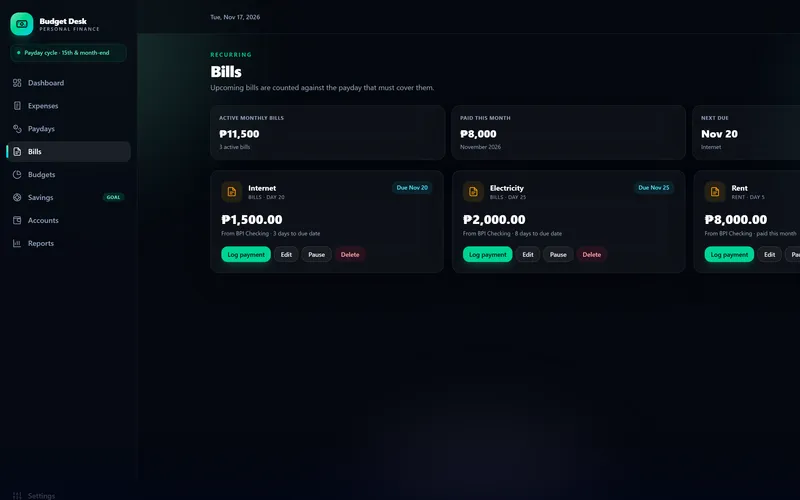 Budget Desk
PERSONAL FINANCE
Payday cycle · 15th & month-end
Dashboard
Expenses
Paydays
Bills
Budgets
Savings GOAL
Accounts
Reports
Settings
Tue, Nov 17, 2026
RECURRING
Bills
Upcoming bills are counted against the payday that must cover them.
ACTIVE MONTHLY BILLS
₱11,500
3 active bills
PAID THIS MONTH
₱8,000
November 2026
NEXT DUE
Nov 20
Internet
Internet
BILLS · DAY 20
Due Nov 20
₱1,500.00
From BPI Checking · 3 days to due date
Log payment Edit Pause Delete
Electricity
BILLS · DAY 25
Due Nov 25
₱2,000.00
From BPI Checking · 8 days to due date
Log payment Edit Pause Delete
Rent
RENT · DAY 5
₱8,000.00
From BPI Checking · paid this month
Log payment Edit